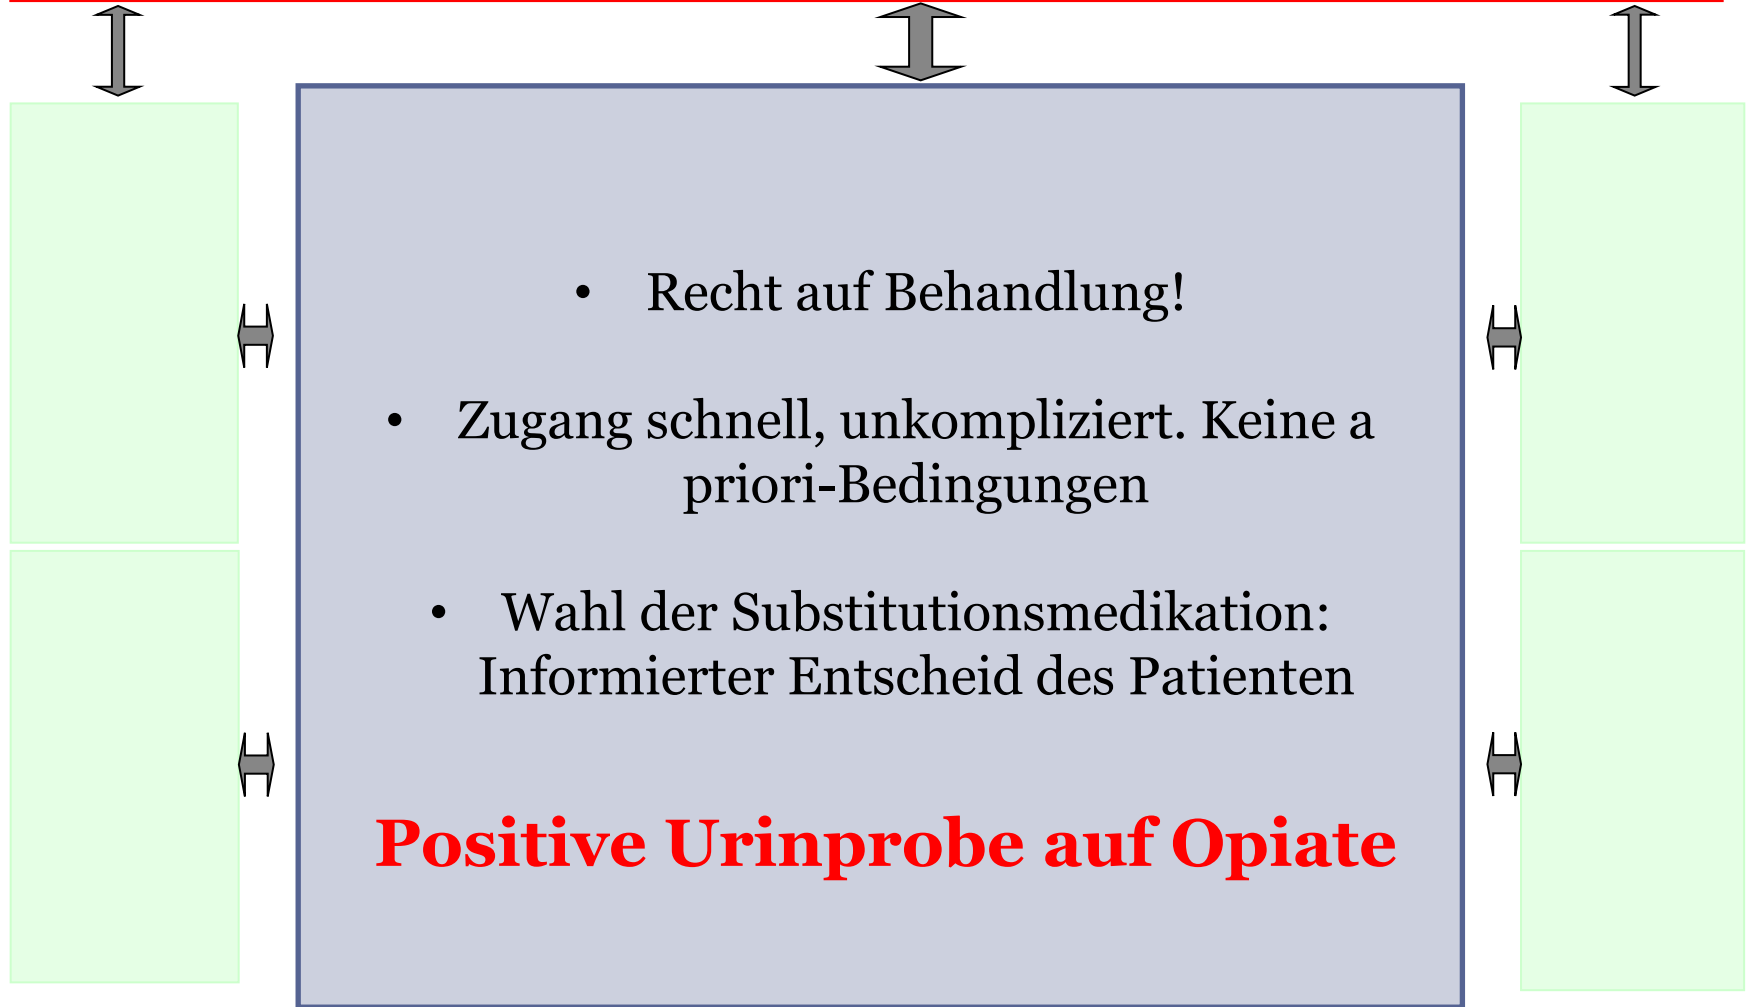 • Recht auf Behandlung!
• Zugang schnell, unkompliziert. Keine a
priori-Bedingungen
• Wahl der Substitutionsmedikation:
Informierter Entscheid des Patienten
Positive Urinprobe auf Opiate